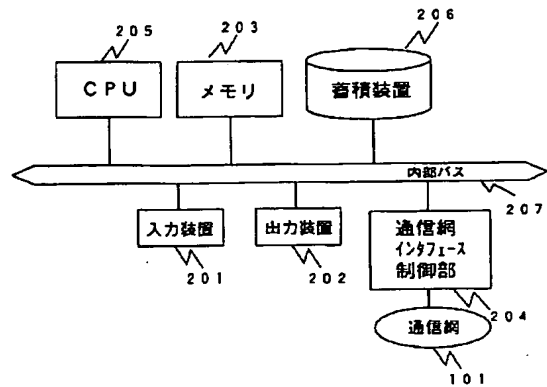 205
203
206
CPU
メモリ
蓄積装置
内部バス
207
入力装置
出力装置
通信網
インタフェース
制御部
201
202
204
通信網
101